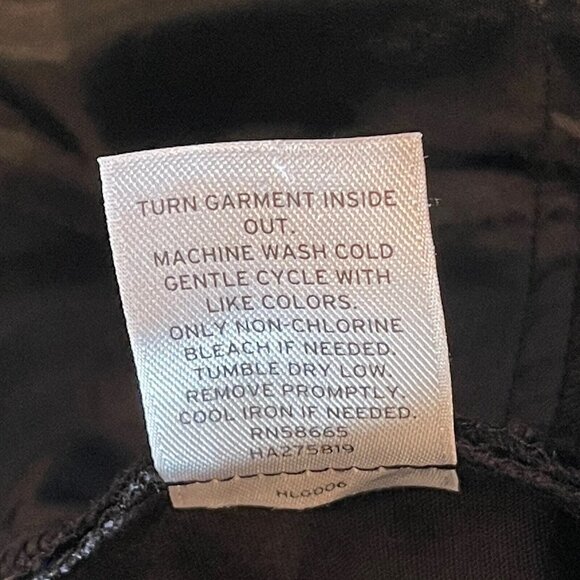 TURN GARMENT INSIDE
OUT.
MACHINE WASH COLD
GENTLE CYCLE WITH
LIKE COLORS.
ONLY NON-CHLORINE
BLEACH IF NEEDED.
TUMBLE DRY LOW.
REMOVE PROMPTLY.
COOL IRON IF NEEDED.
RN58665
HA275819
HLG006